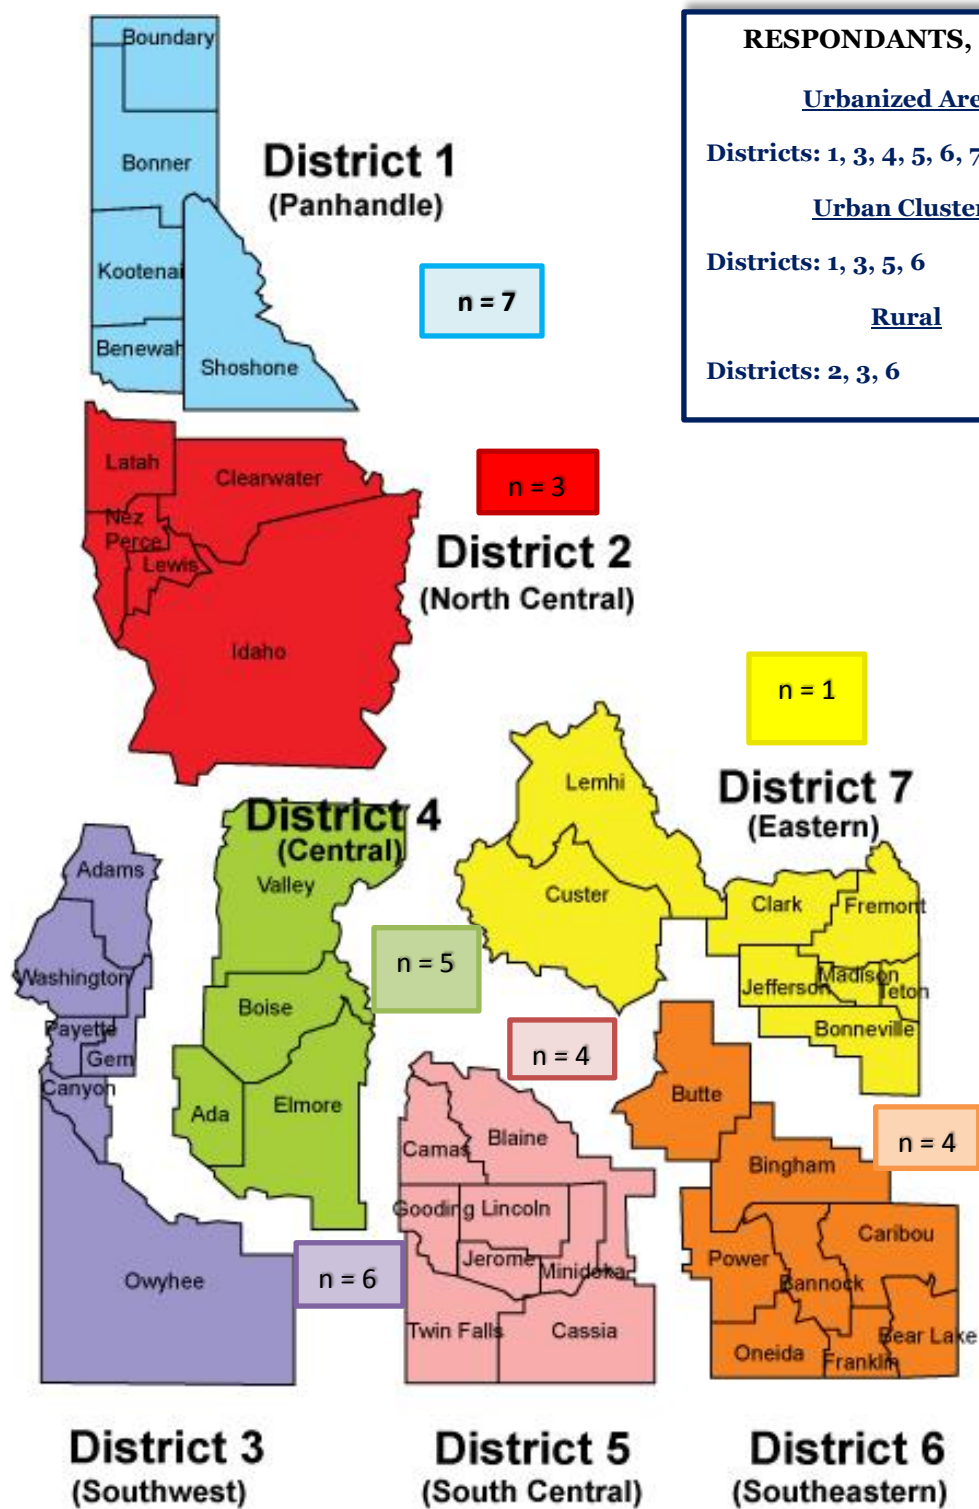 Boundary
RESPONDANTS,
Urbanized Are
Districts: 1, 3, 4, 5, 6, 7
Urban Cluster
Districts: 1, 3, 5, 6
Rural
Districts: 2, 3, 6
Bonner
District 1
(Panhandle)
Kootenai
n = 7
Benewah
Shoshone
Latah
Clearwater
n = 3
Nez
Perce
Lewis
District 2
(North Central)
Idaho
n = 1
Lemhi
District 7
(Eastern)
District 4
(Central)
Adams
Valley
Custer
Clark
Fremont
n = 5
Washington
Madison
Jefferson
Teton
Boise
Payette
Bonneville
Gem
n = 4
Canyon
Butte
Ada
Elmore
Blaine
Camas
n = 4
Bingham
Gooding
Lincoln
Caribou
Power
Jerome
Minidoka
Bannock
Owyhee
n = 6
Twin Falls
Cassia
Bear Lake
Oneida
Franklin
District 3
(Southwest)
District 5
(South Central)
District 6
(Southeastern)